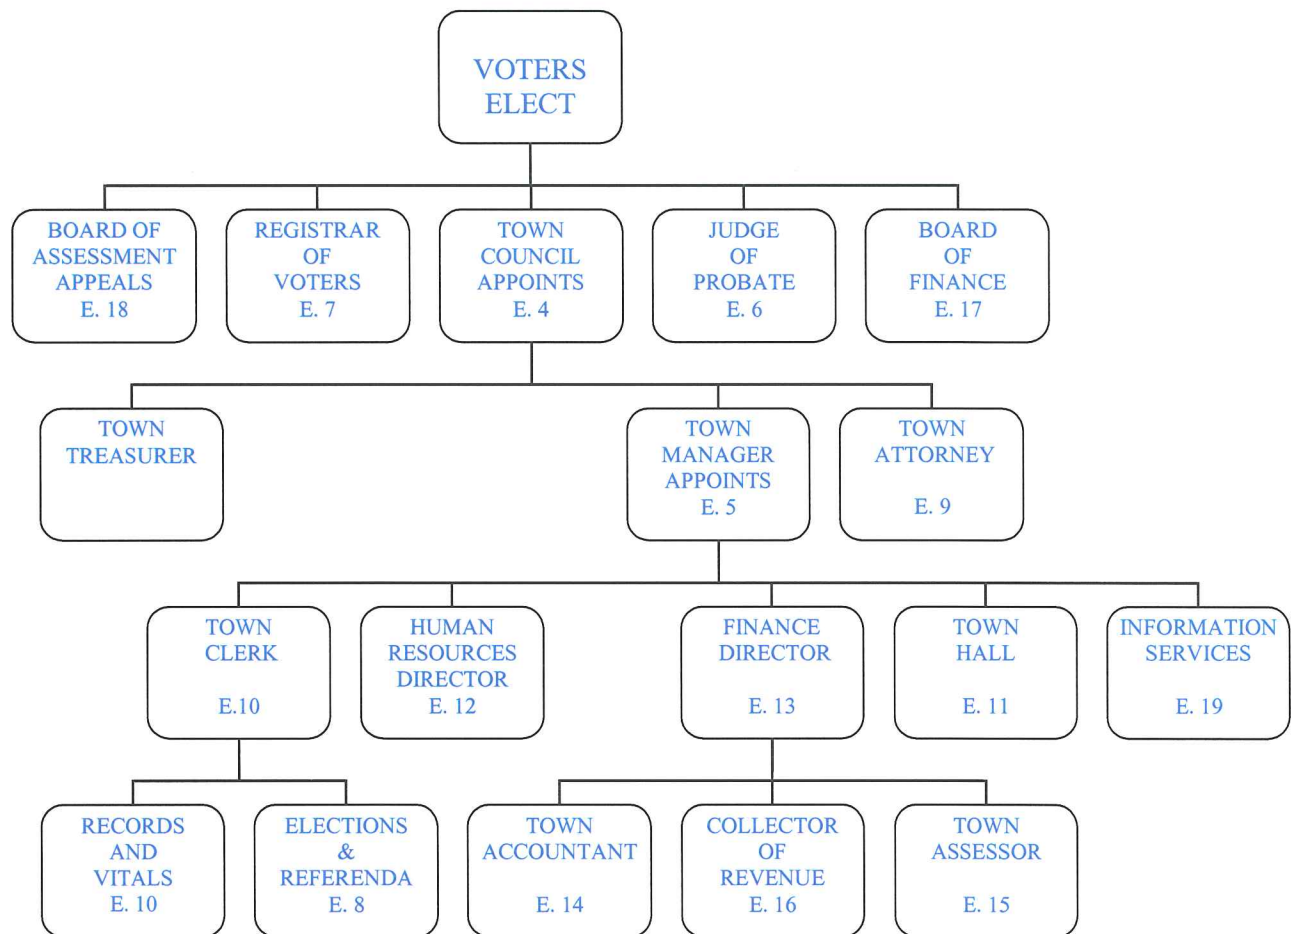 VOTERS
ELECT
BOARD OF
ASSESSMENT
APPEALS
E. 18
REGISTRAR
OF
VOTERS
E. 7
TOWN
COUNCIL
APPOINTS
E. 4
JUDGE
OF
PROBATE
E. 6
BOARD
OF
FINANCE
E. 17
TOWN
TREASURER
TOWN
MANAGER
APPOINTS
E. 5
TOWN
ATTORNEY
E. 9
TOWN
CLERK
E.10
HUMAN
RESOURCES
DIRECTOR
E. 12
FINANCE
DIRECTOR
E. 13
TOWN
HALL
E. 11
INFORMATION
SERVICES
E. 19
RECORDS
AND
VITALS
E. 10
ELECTIONS
&
REFERENDA
E. 8
TOWN
ACCOUNTANT
E. 14
COLLECTOR
OF
REVENUE
E. 16
TOWN
ASSESSOR
E. 15